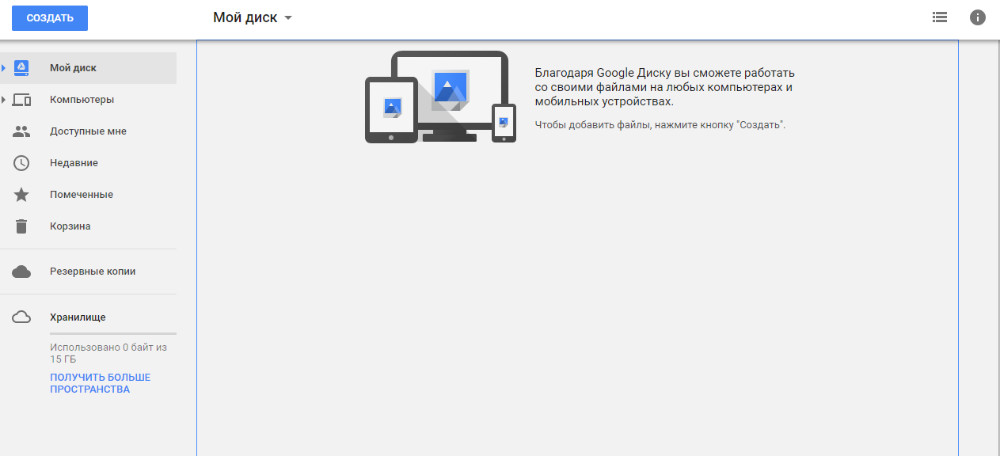 СОЗДАТЬ
Мой диск
Мой диск
Компьютеры
Доступные мне
Недавние
Помеченные
Корзина
Резервные копии
Хранилище
Использовано 0 байт из
15 ГБ
ПОЛУЧИТЬ БОЛЬШЕ
ПРОСТРАНСТВА
Благодаря Google Диску вы сможете работать
со своими файлами на любых компьютерах и
мобильных устройствах.
Чтобы добавить файлы, нажмите кнопку "Создать".